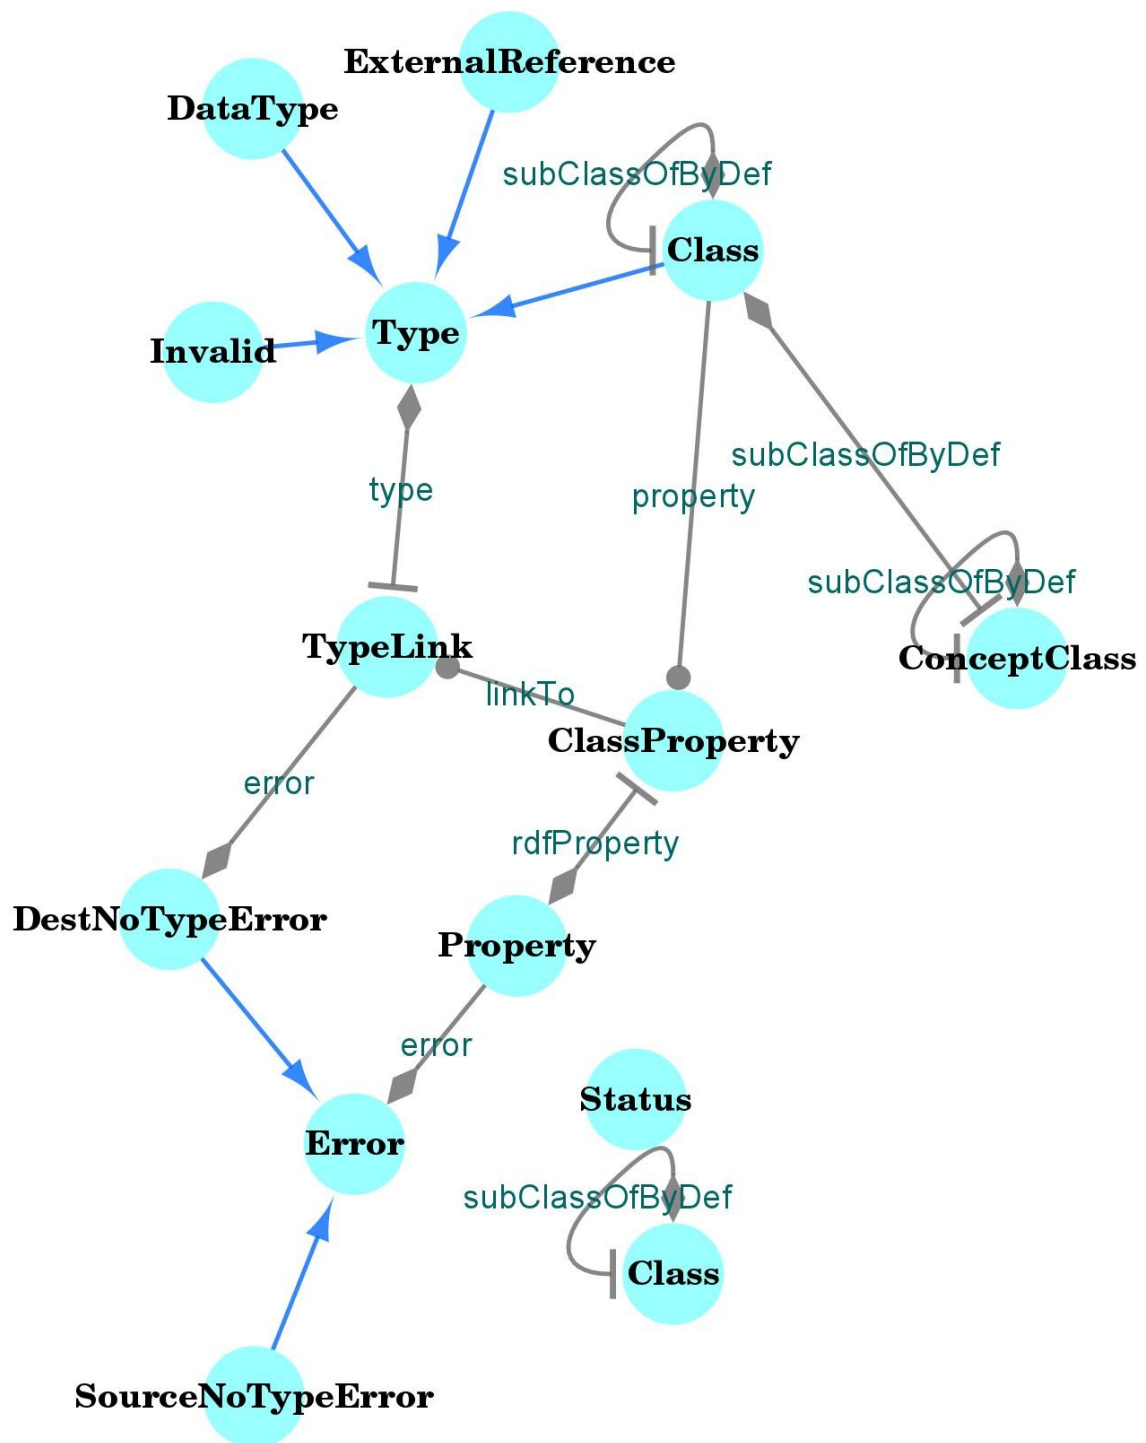 ExternalReference
DataType
subClassOfByDef
Class
Type
Invalid
subClassOfByDef
type
property
subClassOfByDef
TypeLink
ConceptClass
linkTo
ClassProperty
error
rdfProperty
DestNoTypeError
Property
error
Status
Error
subClassOfByDef
Class
SourceNoTypeError